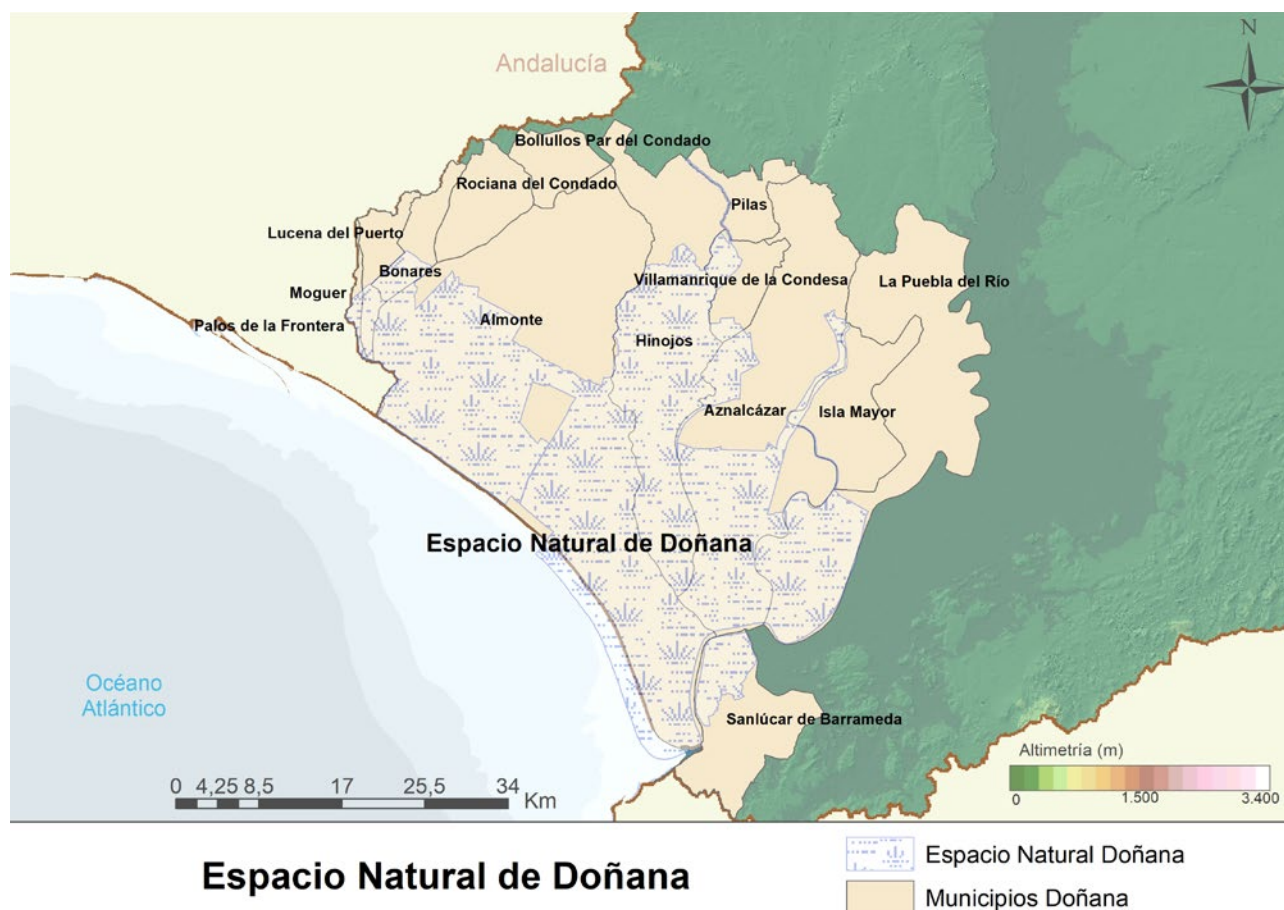 N
Andalucía
Bollullos Par del Condado
Rociana del Condado
Pilas
Lucena del Puerto
Bonares
Villamanrique de la Condesa
La Puebla del Río
Moguer
Palos de la Frontera
Almonte
Hinojos
Aznalcázar
Isla Mayor
Espacio Natural de Doñana
Océano
Atlántico
Sanlúcar de Barrameda
Altimetría (m)
0 1.500 3.400
0 4,25 8,5 17 25,5 34
Km
Espacio Natural de Doñana
Espacio Natural Doñana
Municipios Doñana